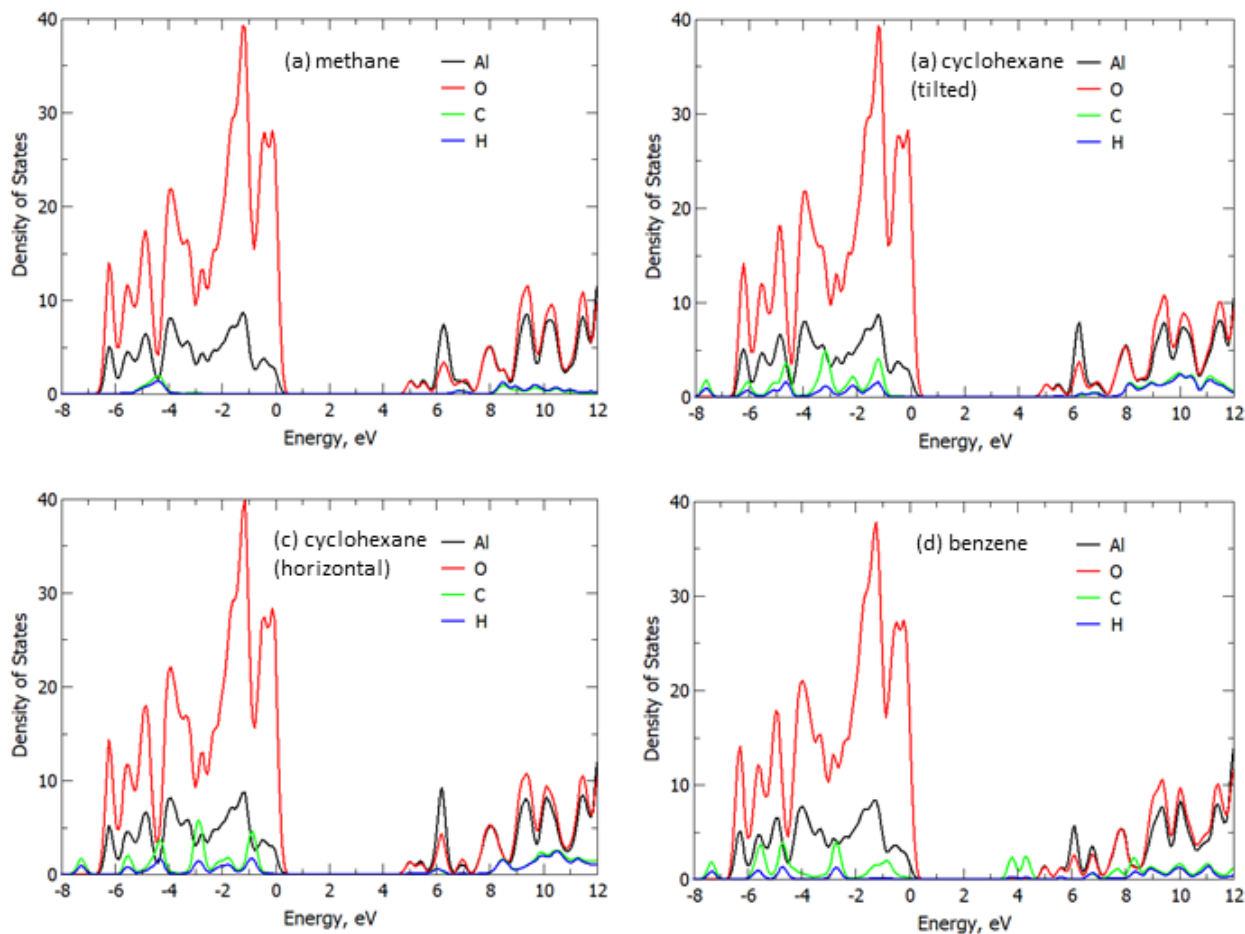 40
30
20
10
0
Density of States
(a) methane
Al
O
C
H
-8 -6 -4 -2 0 2 4 6 8 10 12
Energy, eV
40
30
20
10
0
Density of States
(a) cyclohexane
(tilted)
Al
O
C
H
-8 -6 -4 -2 0 2 4 6 8 10 12
Energy, eV
40
30
20
10
0
Density of States
(c) cyclohexane
(horizontal)
Al
O
C
H
-8 -6 -4 -2 0 2 4 6 8 10 12
Energy, eV
40
30
20
10
0
Density of States
(d) benzene
Al
O
C
H
-8 -6 -4 -2 0 2 4 6 8 10 12
Energy, eV